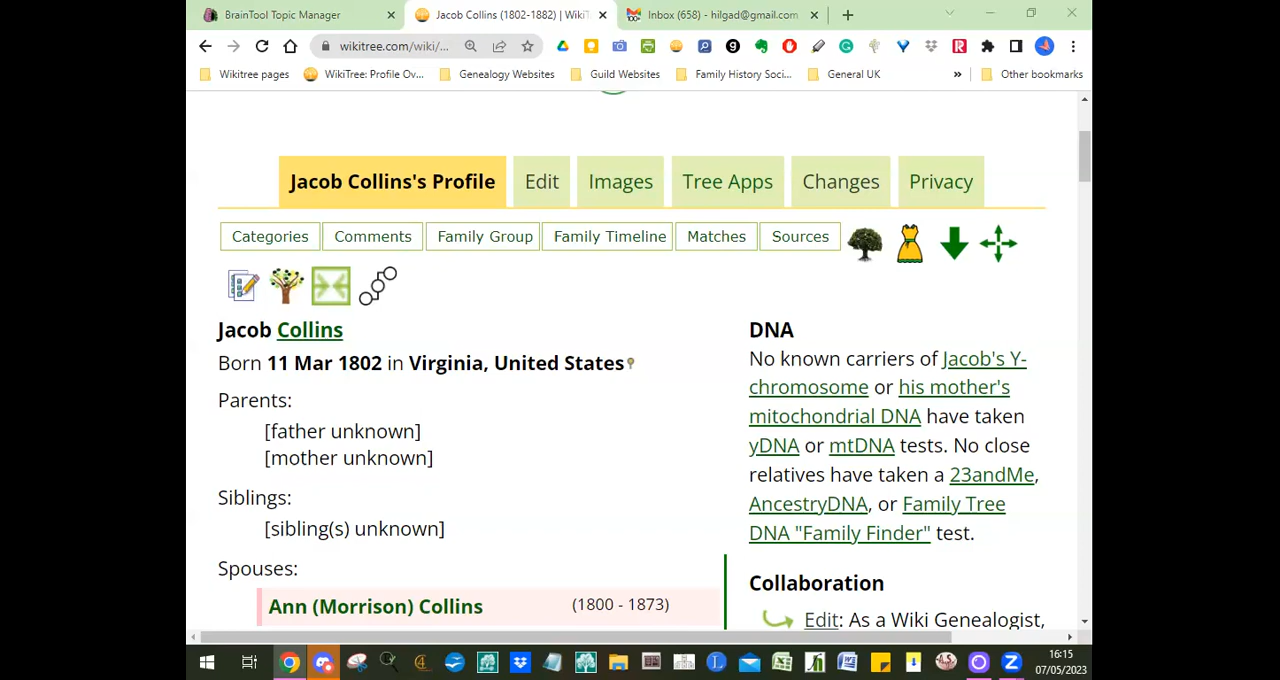 BrainTool Topic Manager
Jacob Collins (1802-1882) | WikiT
Inbox (658) - hilgad@gmail.com
wikitree.com/wiki/...
Wikitree pages
WikiTree: Profile Ov...
Genealogy Websites
Guild Websites
Family History Soci...
General UK
»
Other bookmarks
Jacob Collins's Profile
Edit
Images
Tree Apps
Changes
Privacy
Categories
Comments
Family Group
Family Timeline
Matches
Sources
Jacob Collins
Born 11 Mar 1802 in Virginia, United States
Parents:
[father unknown]
[mother unknown]
Siblings:
[sibling(s) unknown]
Spouses:
Ann (Morrison) Collins (1800 - 1873)
DNA
No known carriers of Jacob's Y-
chromosome or his mother's
mitochondrial DNA have taken
yDNA or mtDNA tests. No close
relatives have taken a 23andMe,
AncestryDNA, or Family Tree
DNA "Family Finder" test.
Collaboration
Edit: As a Wiki Genealogist,
16:15
07/05/2023